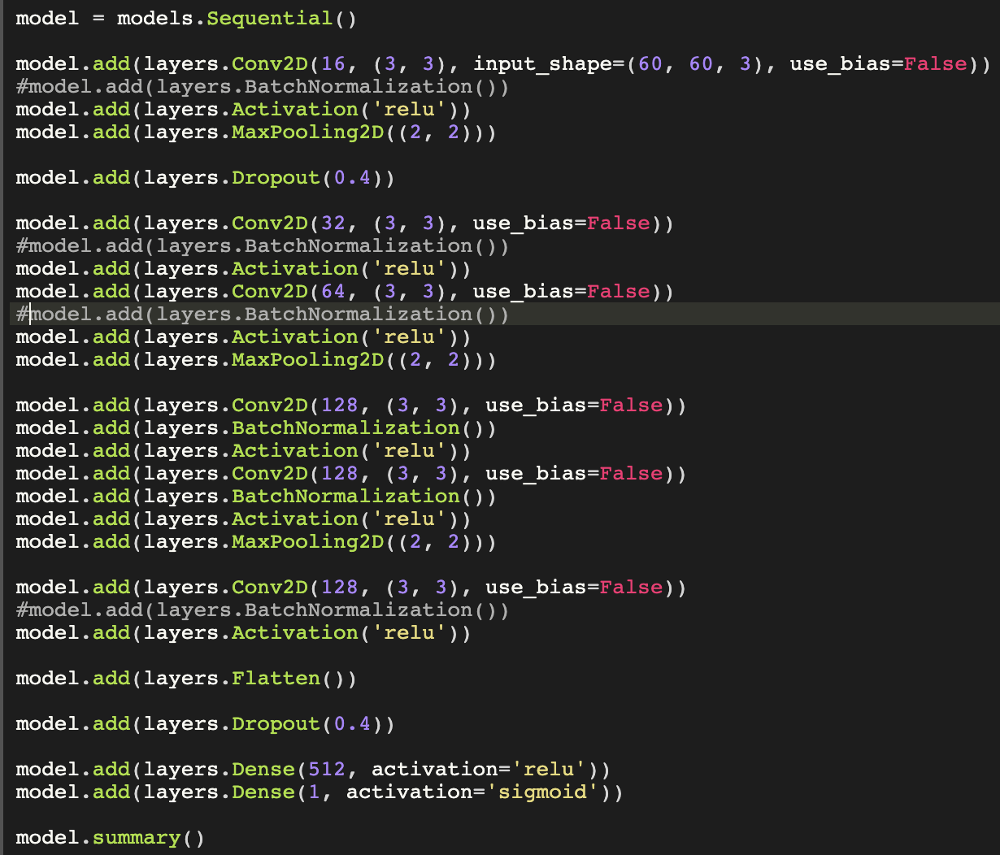 model = models.Sequential()
model.add(layers.Conv2D(16, (3, 3), input_shape=(60, 60, 3), use_bias=False))
#model.add(layers.BatchNormalization())
model.add(layers.Activation('relu'))
model.add(layers.MaxPooling2D((2, 2)))
model.add(layers.Dropout(0.4))
model.add(layers.Conv2D(32, (3, 3), use_bias=False))
#model.add(layers.BatchNormalization())
model.add(layers.Activation('relu'))
model.add(layers.Conv2D(64, (3, 3), use_bias=False))
#model.add(layers.BatchNormalization())
model.add(layers.Activation('relu'))
model.add(layers.MaxPooling2D((2, 2)))
model.add(layers.Conv2D(128, (3, 3), use_bias=False))
model.add(layers.BatchNormalization())
model.add(layers.Activation('relu'))
model.add(layers.Conv2D(128, (3, 3), use_bias=False))
model.add(layers.BatchNormalization())
model.add(layers.Activation('relu'))
model.add(layers.MaxPooling2D((2, 2)))
model.add(layers.Conv2D(128, (3, 3), use_bias=False))
#model.add(layers.BatchNormalization())
model.add(layers.Activation('relu'))
model.add(layers.Flatten())
model.add(layers.Dropout(0.4))
model.add(layers.Dense(512, activation='relu'))
model.add(layers.Dense(1, activation='sigmoid'))
model.summary()